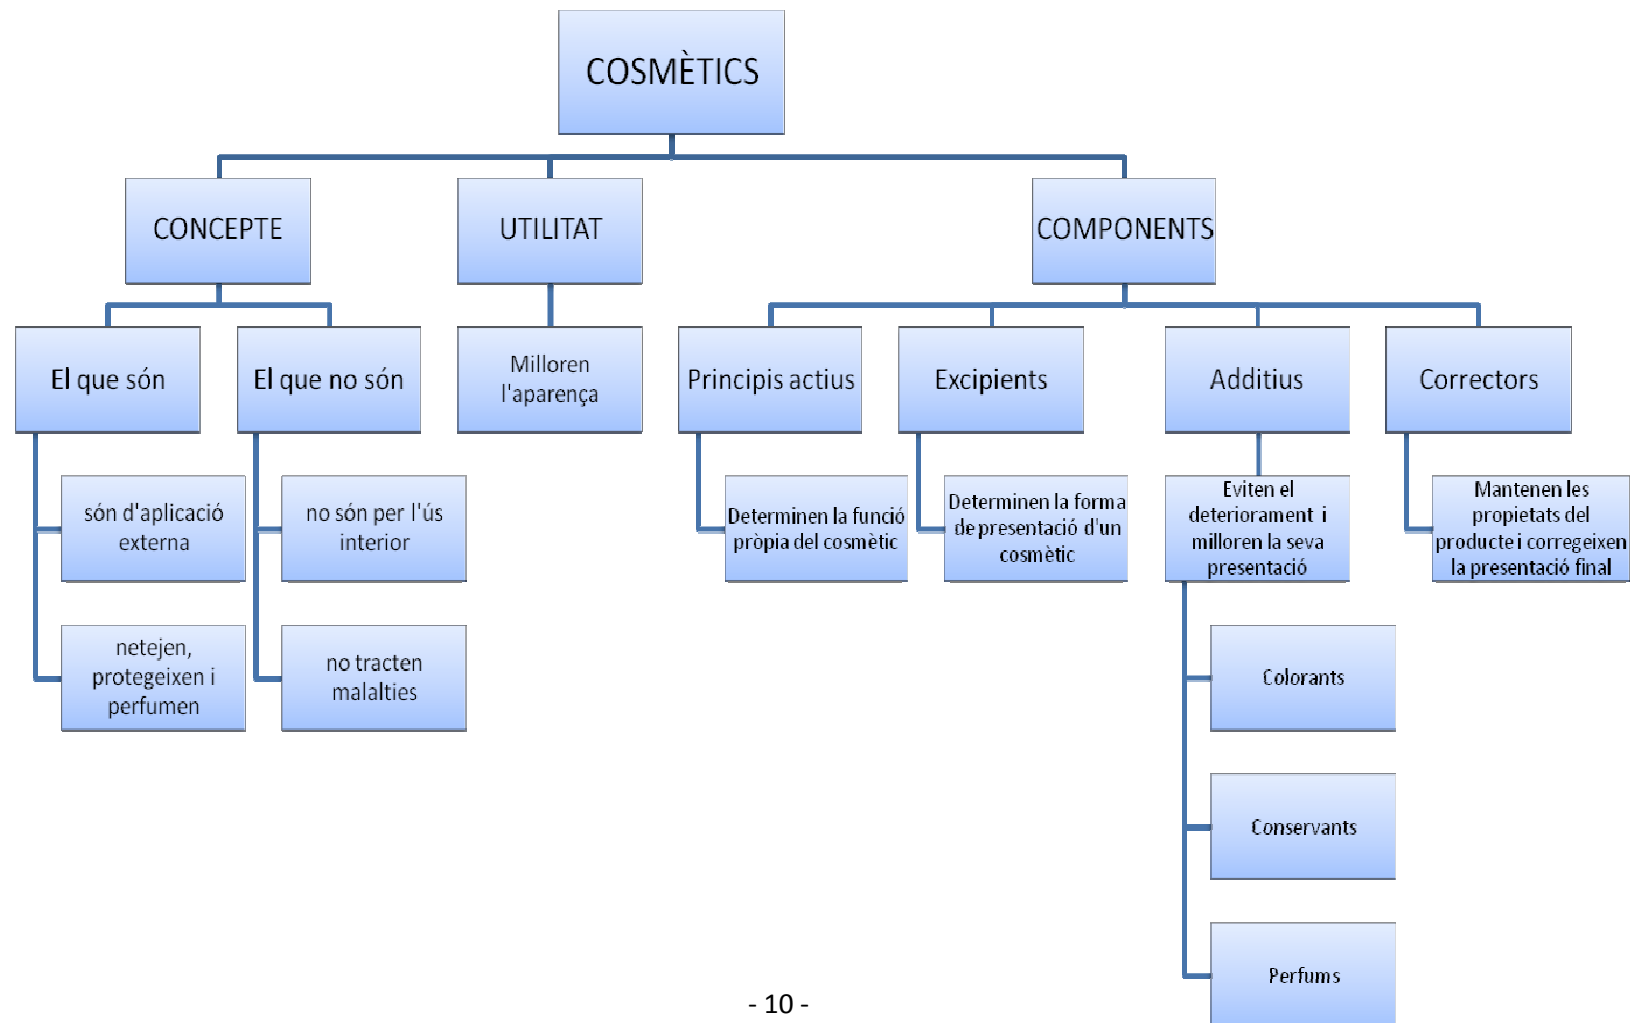 COSMÈTICS
CONCEPTE
UTILITAT
COMPONENTS
El que són
El que no són
Milloren
l'aparença
Principis actius
Excipients
Additius
Correctors
són d'aplicació
externa
no són per l'ús
interior
Determinen la funció
pròpia del cosmètic
Determinen la forma
de presentació d'un
cosmètic
Eviten el
deteriorament i
milloren la seva
presentació
Mantenen les
propietats del
producte i corregeixen
la presentació final
netejen,
protegeixen i
perfumen
no tracten
malalties
Colorants
Conservants
Perfums
- 10 -